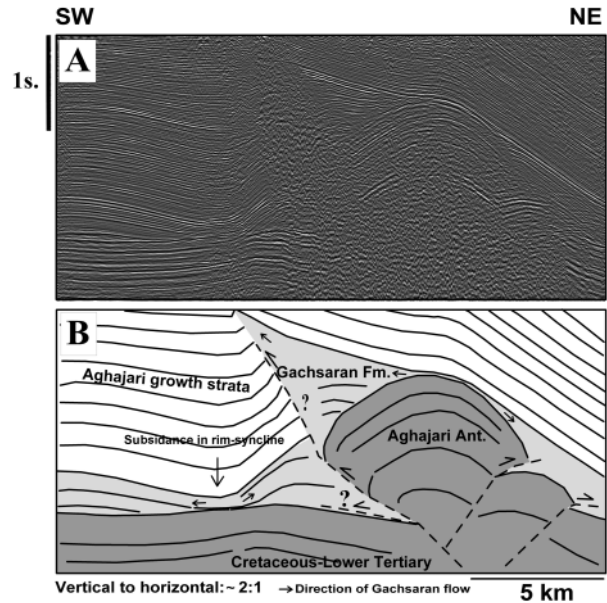 SW NE
1s.
A
B
Gachsaran Fm.
Aghajari growth strata
?
Aghajari Ant.
Subsidance in rim-syncline
?
Cretaceous-Lower Tertiary
Vertical to horizontal:~ 2:1 →Direction of Gachsaran flow
5 km